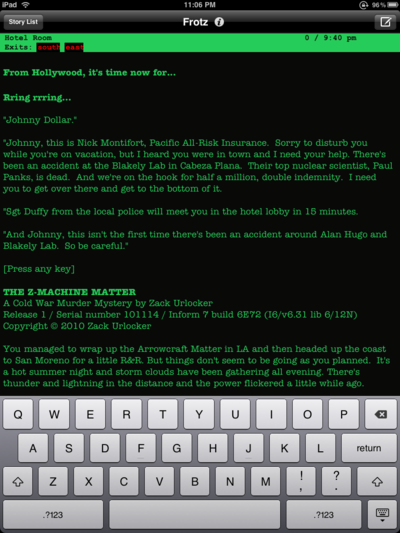 iPad 11:06 PM 86%
Story List Frotz i
Hotel Room 0 / 9:40 pm
Exits: south east
From Hollywood, it's time now for...
Rring rrring...
"Johnny Dollar."
"Johnny, this is Nick Montifort, Pacific All-Risk Insurance. Sorry to disturb you
while you're on vacation, but I heard you were in town and I need your help. There's
been an accident at the Blakely Lab in Cabeza Plana. Their top nuclear scientist, Paul
Panks, is dead. And we're on the hook for half a million, double indemnity. I need
you to get over there and get to the bottom of it.
"Sgt Duffy from the local police will meet you in the hotel lobby in 15 minutes.
"And Johnny, this isn't the first time there's been an accident around Alan Hugo and
Blakely Lab. So be careful."
[Press any key]
THE Z-MACHINE MATTER
A Cold War Murder Mystery by Zack Urlocker
Release 1 / Serial number 101114 / Inform 7 build 6E72 (I6/v6.31 lib 6/12N)
Copyright © 2010 Zack Urlocker
You managed to wrap up the Arrowcraft Matter in LA and then headed up the coast
to San Moreno for a little R&R. But things don't seem to be going as you planned. It's
a hot summer night and storm clouds have been gathering all evening. There's
thunder and lightning in the distance and the power flickered a little while ago.
Q W E R T Y U I O P
A S D F G H J K L return
Z X C V B N M ! , ? .
.?123 .?123